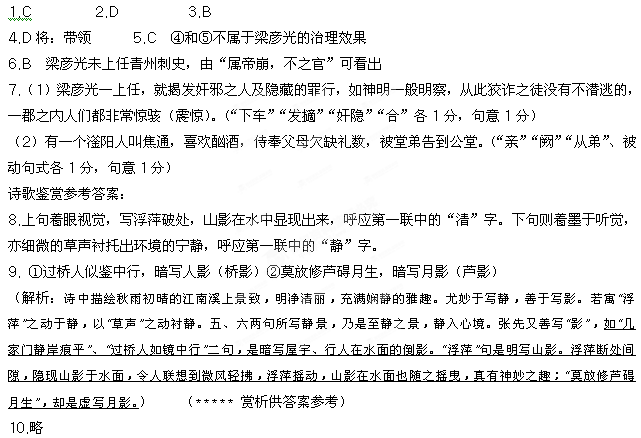 1.C 2.D 3.B
4.D 将：带领 5.C ④和⑤不属于梁彦光的治理效果
6.B 梁彦光未上任青州刺史，由“属帝崩，不之官”可看出
7.（1）梁彦光一上任，就揭发奸邪之人及隐藏的罪行，如神明一般明察，从此狡诈之徒没有不潜逃的，
一郡之内人们都非常惊骇（震惊）。（“下车”“发摘”“奸隐”“合”各1分，句意1分）
（2）有一个滏阳人叫焦通，喜欢酗酒，侍奉父母欠缺礼数，被堂弟告到公堂。（“亲”“阙”“从弟”、被
动句式各1分，句意1分）
诗歌鉴赏参考答案：
8.上句着眼视觉，写浮萍破处，山影在水中显现出来，呼应第一联中的“清”字。下句则着墨于听觉，
亦细微的草声衬托出环境的宁静，呼应第一联中的“静”字。
9. ①过桥人似鉴中行，暗写人影（桥影）②莫放修芦碍月生，暗写月影（芦影）
（解析：诗中描绘秋雨初晴的江南溪上景致，明净清丽，充满娴静的雅趣。尤妙于写静，善于写影。若寓“浮
萍”之动于静，以“草声”之动衬静。五、六两句所写静景，乃是至静之景，静入心境。张先又善写“影”，如“几
家门静岸痕平”、“过桥人如镜中行”二句，是暗写屋宇、行人在水面的倒影。“浮萍”句是明写山影。浮萍断处间
隙，隐现山影于水面，令人联想到微风轻拂，浮萍摇动，山影在水面也随之摇曳，真有神妙之趣；“莫放修芦碍
月生”，却是虚写月影。） （***** 赏析供答案参考）
10.略